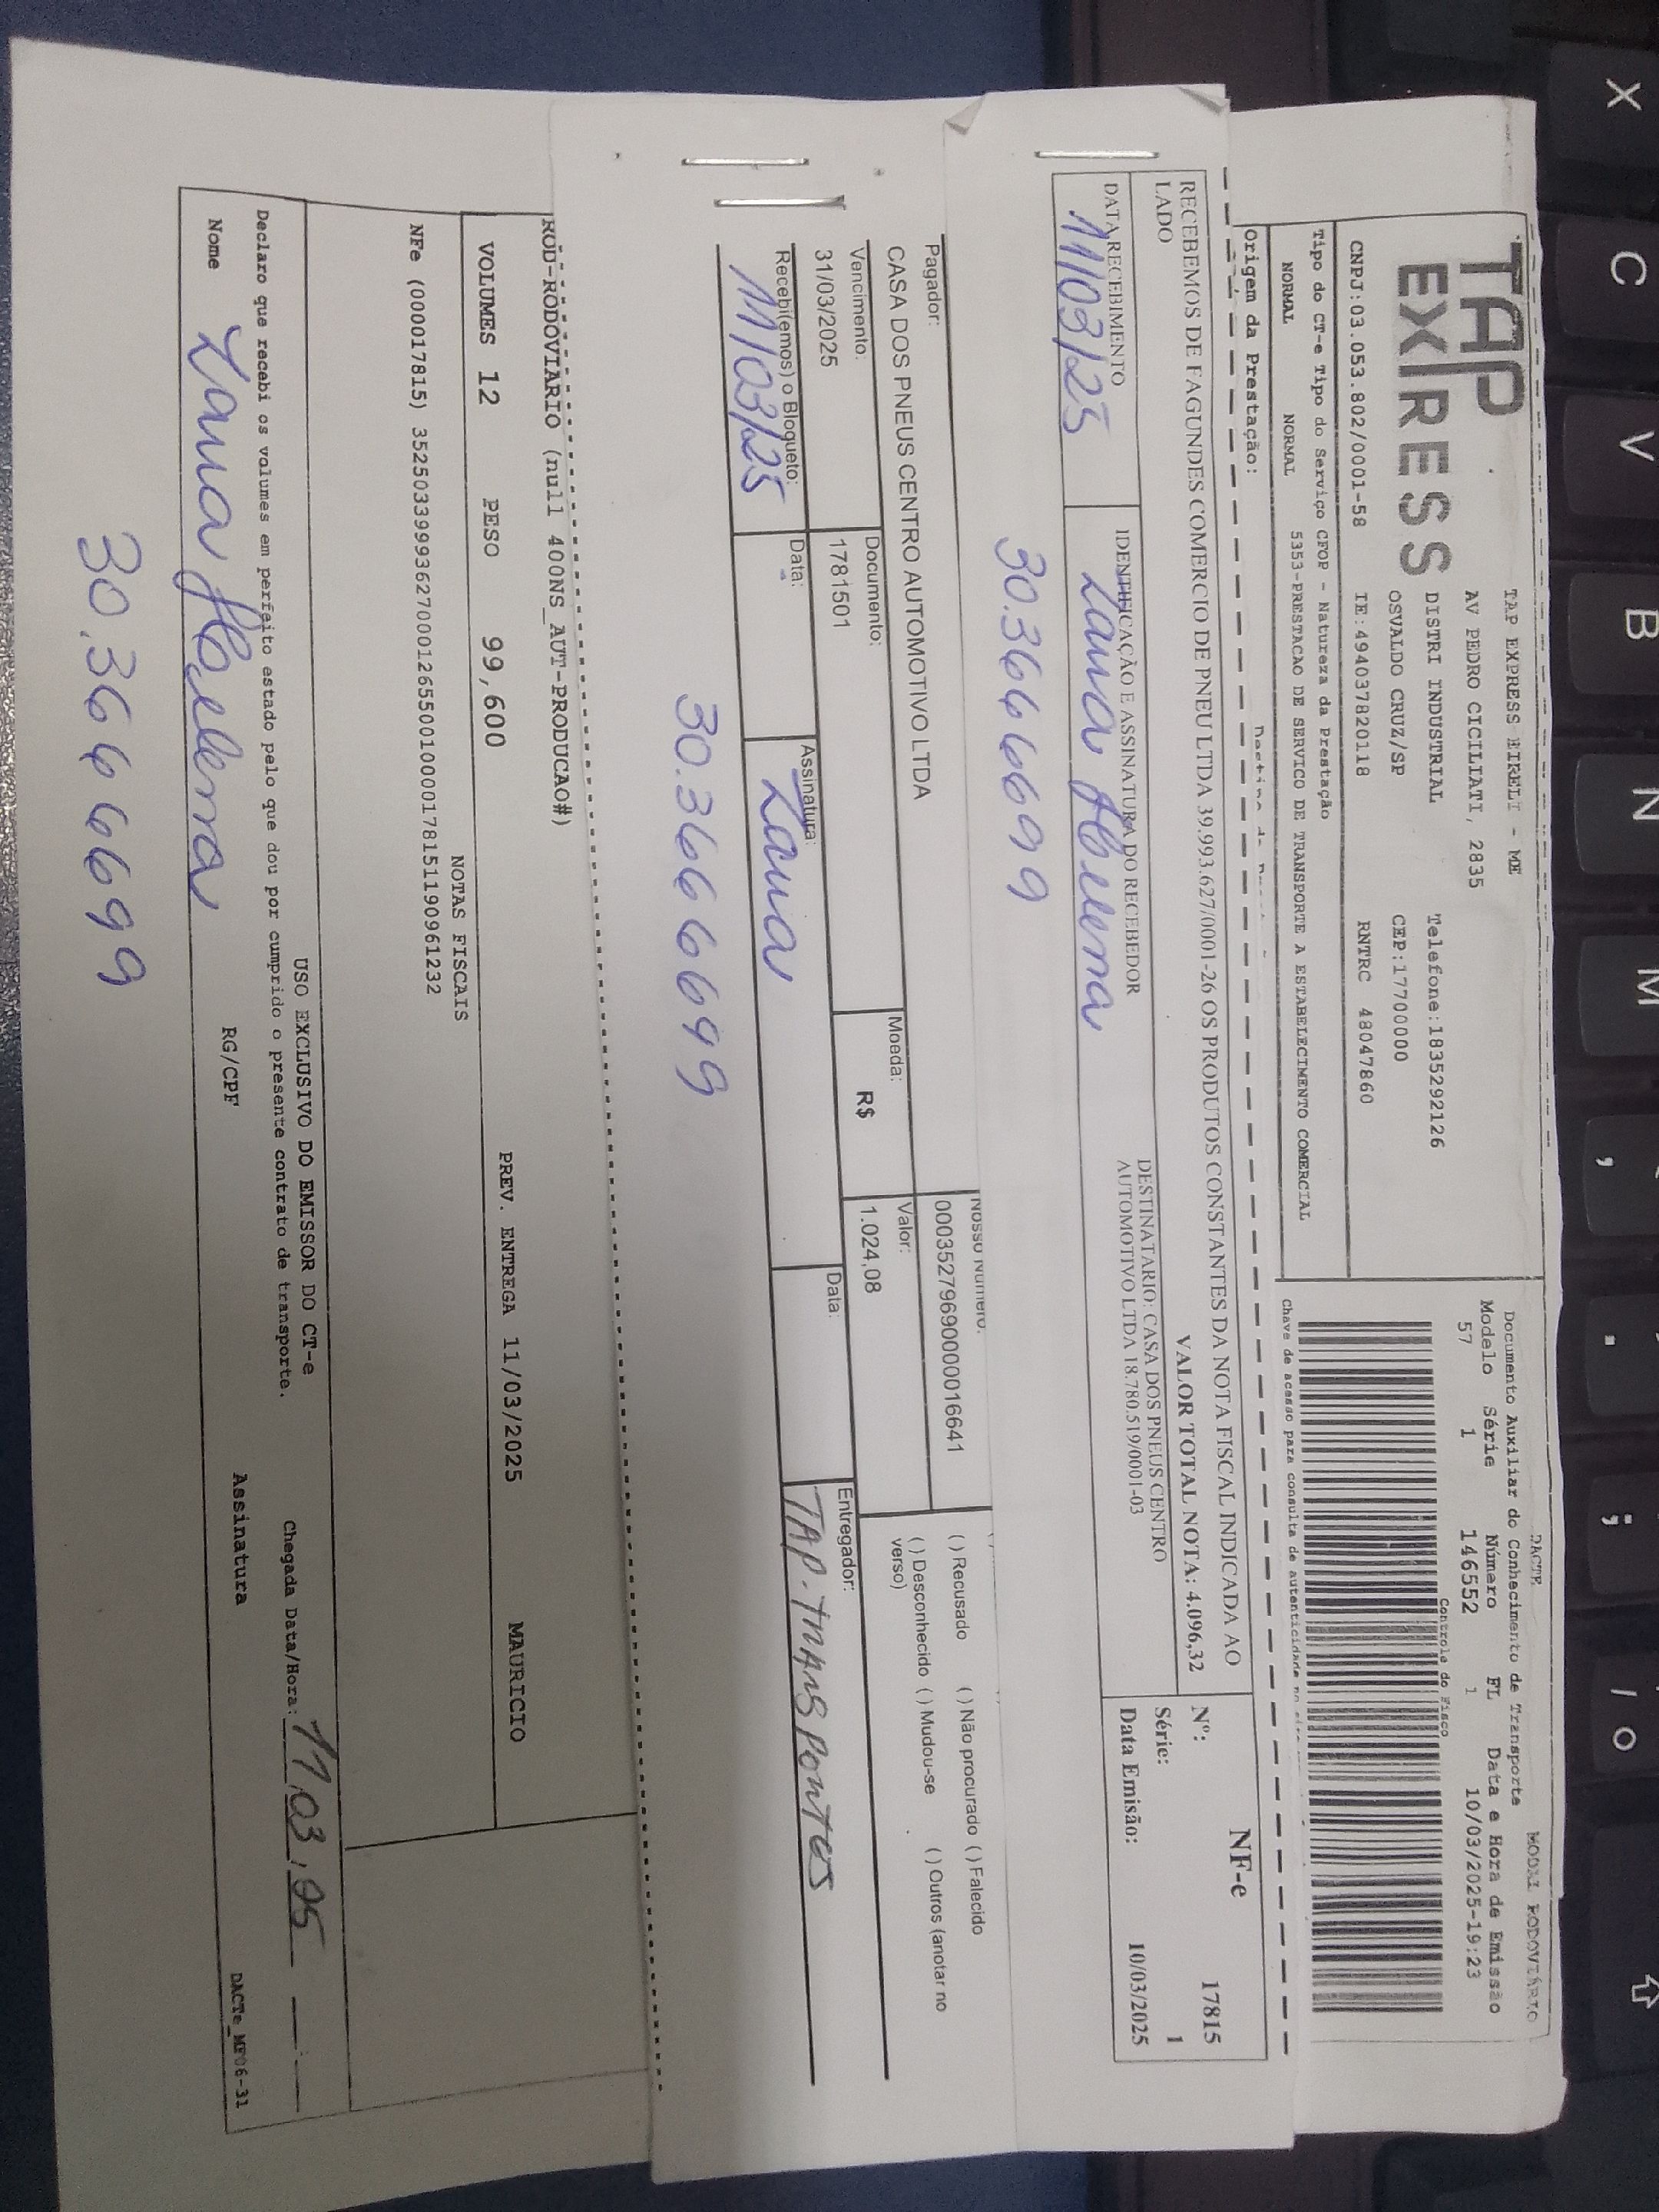 DACTE
MODAL RODOVIÁRIO
TAP EXPRESS
TAP EXPRESS EIRELI - ME
AV PEDRO CICILIATI, 2835
DISTRI INDUSTRIAL
Telefone:1835292126
OSVALDO CRUZ/SP
CEP:17700000
CNPJ:03.053.802/0001-58
IE:494037820118
RNTRC 48047860
Documento Auxiliar do Conhecimento de Transporte
Modelo Série Número FL Data e Hora de Emissão
57 1 146552 1 10/03/2025-19:23
Controle do Fisco
Chave de acesso para consulta de autenticidade no
Tipo do CT-e Tipo do Serviço CFOP - Natureza da Prestação
NORMAL NORMAL 5353-PRESTACAO DE SERVICO DE TRANSPORTE A ESTABELECIMENTO COMERCIAL
Origem da Prestação:
RECEBEMOS DE FAGUNDES COMERCIO DE PNEU LTDA 39.993.627/0001-26 OS PRODUTOS CONSTANTES DA NOTA FISCAL INDICADA AO
LADO
VALOR TOTAL NOTA: 4.096,32
NF-e
Nº: 17815
Série: 1
Data Emissão: 10/03/2025
DATA RECEBIMENTO
11/03/25
IDENTIFICAÇÃO E ASSINATURA DO RECEBEDOR
DESTINATARIO: CASA DOS PNEUS CENTRO
AUTOMOTIVO LTDA 18.780.519/0001-03
30.366.669 9
Pagador:
CASA DOS PNEUS CENTRO AUTOMOTIVO LTDA
Nosso Número:
00035279690000016641
( ) Recusado ( ) Não procurado ( ) Falecido
( ) Desconhecido ( ) Mudou-se ( ) Outros (anotar no
verso)
Vencimento:
31/03/2025
Documento:
1781501
Moeda:
R$
Valor:
1.024,08
Recebi(emos) o Bloqueto:
11/03/25
Data:
Assinatura:
Data:
Entregador:
TAP. TRANSPORTES
30.366.669 9
ROD-RODOVIARIO (null 400NS_AUT-PRODUCAO#)
VOLUMES 12 PESO 99,600 PREV. ENTREGA 11/03/2025 MAURICIO
NOTAS FISCAIS
NFe (000017815) 35250339993627000126550010000178151190961232
USO EXCLUSIVO DO EMISSOR DO CT-e
Declaro que recebi os volumes em perfeito estado pelo que dou por cumprido o presente contrato de transporte.
Chegada Data/Hora: 11/03/25
Nome
RG/CPF
Assinatura
DACTe_MF06-31
30.366.669 9
X C V B N M , . ; /